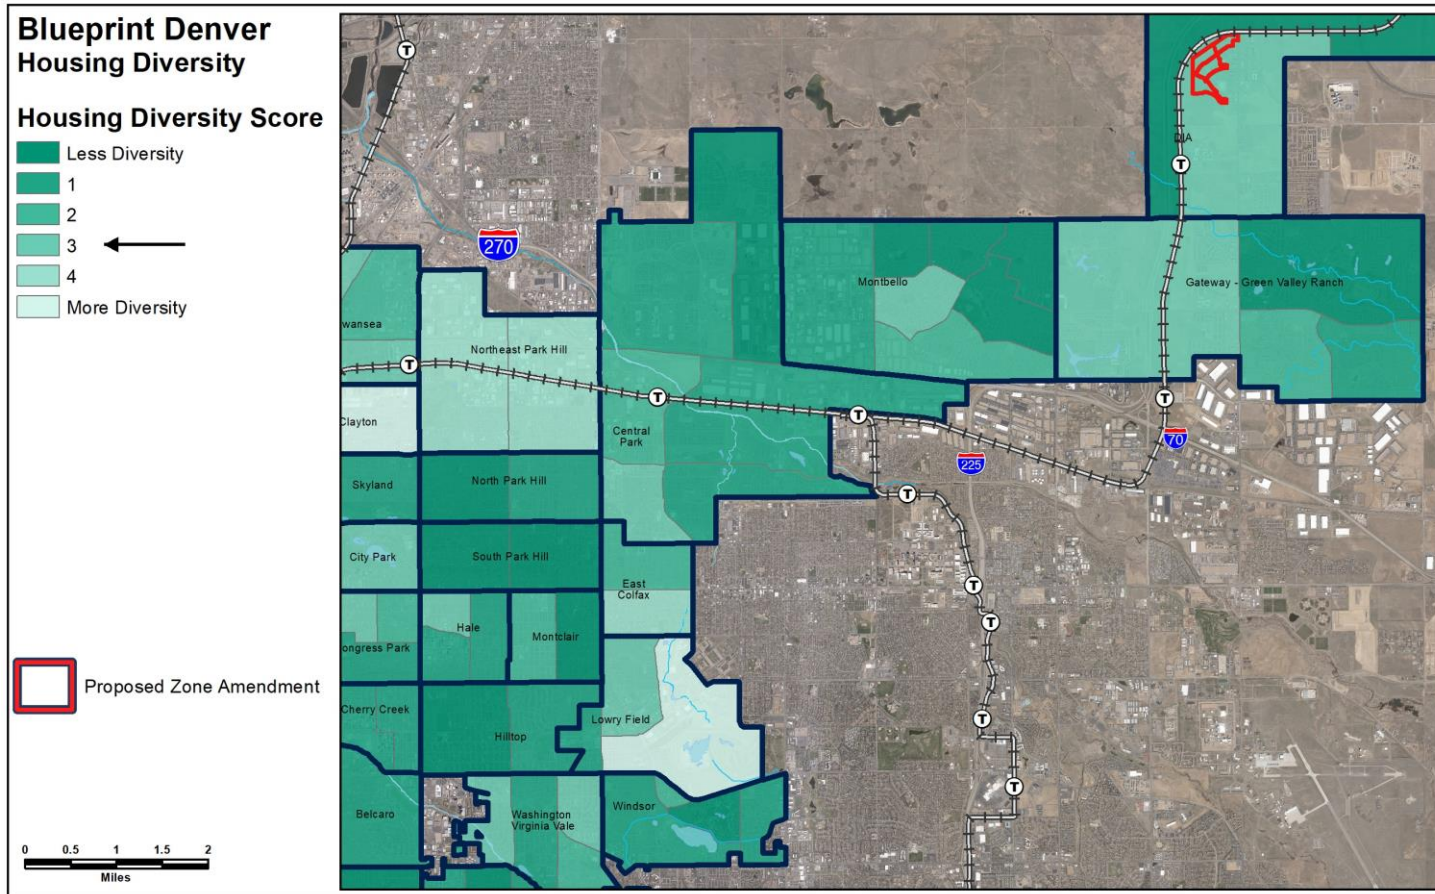 Blueprint Denver
Housing Diversity
Housing Diversity Score
Less Diversity
1
2
3
4
More Diversity
Proposed Zone Amendment
0 0.5 1 1.5 2
Miles
T
DIA
T
270
Montbello
Gateway - Green Valley Ranch
wansea
Northeast Park Hill
T
T
T
T
Clayton
Central
Park
70
225
Skyland
North Park Hill
T
City Park
South Park Hill
East
Colfax
T
Hale
Montclair
T
ongress Park
Cherry Creek
Hilltop
Lowry Field
T
T
Belcaro
Washington
Virginia Vale
Windsor